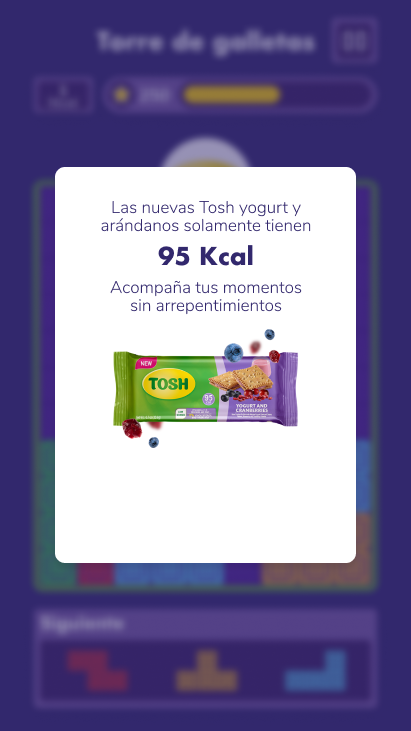 Torre de galletas
Las nuevas Tosh yogurt y
arándanos solamente tienen
95 Kcal
Acompaña tus momentos
sin arrepentimientos
NEW
TOSH
95
YOGURT AND
CRANBERRIES
Siguiente